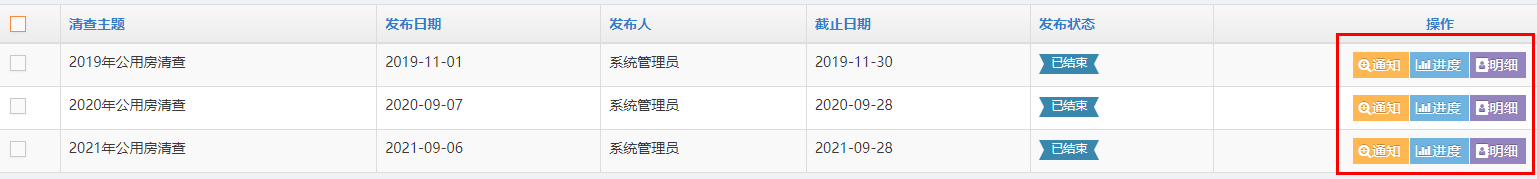 清查主题 发布日期 发布人 截止日期 发布状态 操作
2019年公用房清查 2019-11-01 系统管理员 2019-11-30 已结束 通知 进度 明细
2020年公用房清查 2020-09-07 系统管理员 2020-09-28 已结束 通知 进度 明细
2021年公用房清查 2021-09-06 系统管理员 2021-09-28 已结束 通知 进度 明细